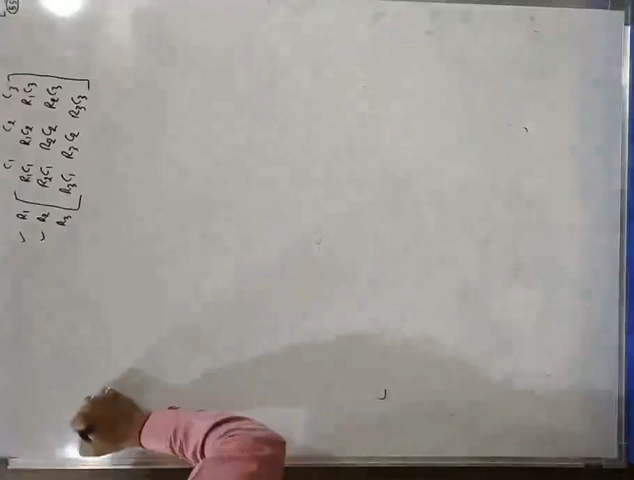 C1 C2 C3
✓ R1 [ R1C1 R1C2 R1C3 ]
✓ R2 [ R2C1 R2C2 R2C3 ]
R3 [ R3C1 R3C2 R3C3 ]